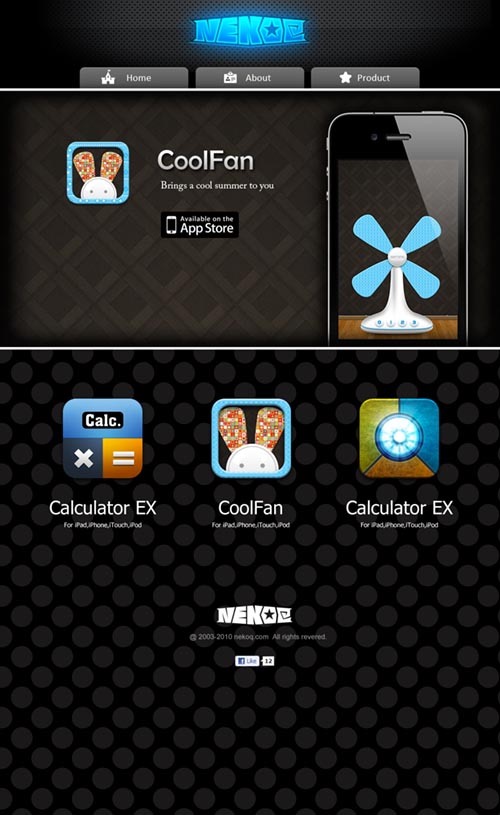 NEKOQ
Home
About
Product
CoolFan
Brings a cool summer to you
Available on the
App Store
Calc.
Calculator EX
For iPad,iPhone,iTouch,iPod
CoolFan
For iPad,iPhone,iTouch,iPod
Calculator EX
For iPad,iPhone,iTouch,iPod
NEKOQ
@ 2003-2010 nekoq.com All rights revered.
Like
12